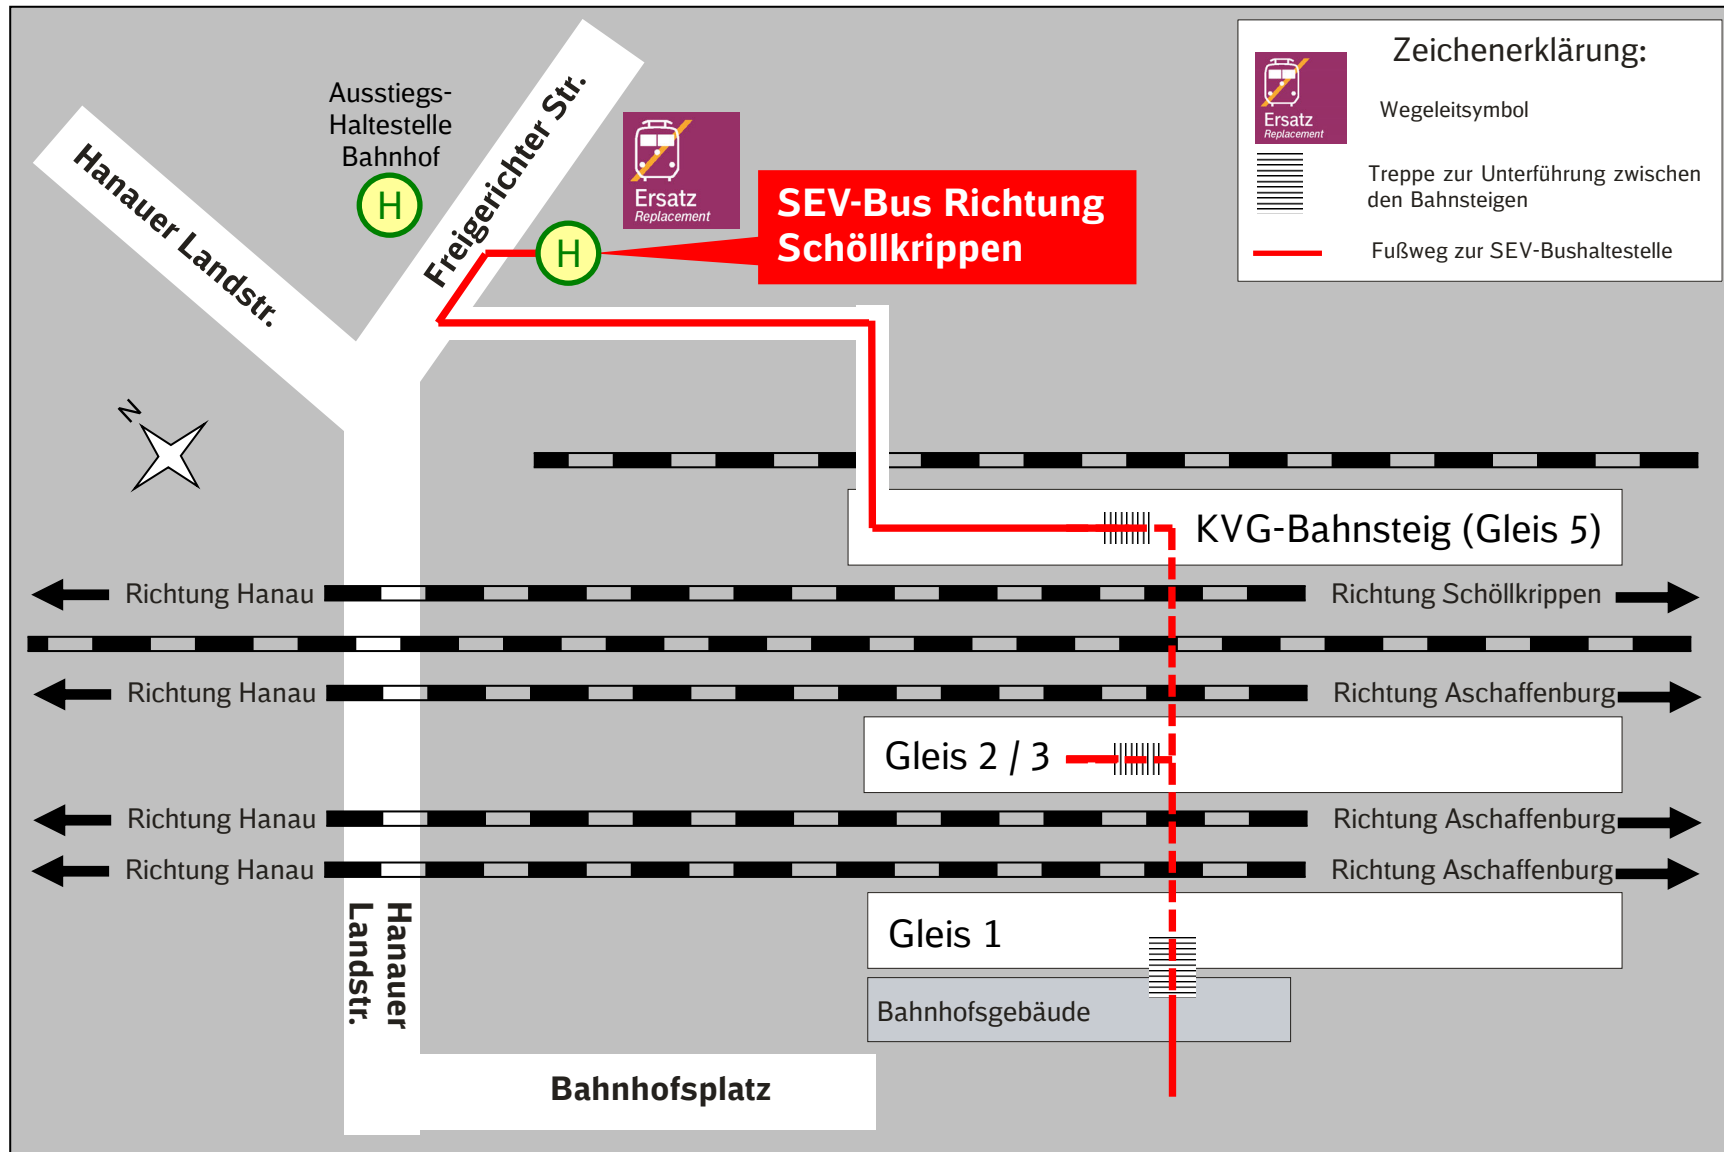 Zeichenerklärung:
Ersatz
Replacement
Wegeleitsymbol
Treppe zur Unterführung zwischen
den Bahnsteigen
Fußweg zur SEV-Bushaltestelle
Ausstiegs-
Haltestelle
Bahnhof
H
Hanauer Landstr.
Freigerichter Str.
Ersatz
Replacement
H
SEV-Bus Richtung
Schöllkrippen
N
KVG-Bahnsteig (Gleis 5)
Richtung Hanau
Richtung Schöllkrippen
Richtung Hanau
Richtung Aschaffenburg
Gleis 2 / 3
Richtung Hanau
Richtung Aschaffenburg
Richtung Hanau
Richtung Aschaffenburg
Hanauer
Landstr.
Gleis 1
Bahnhofsgebäude
Bahnhofsplatz